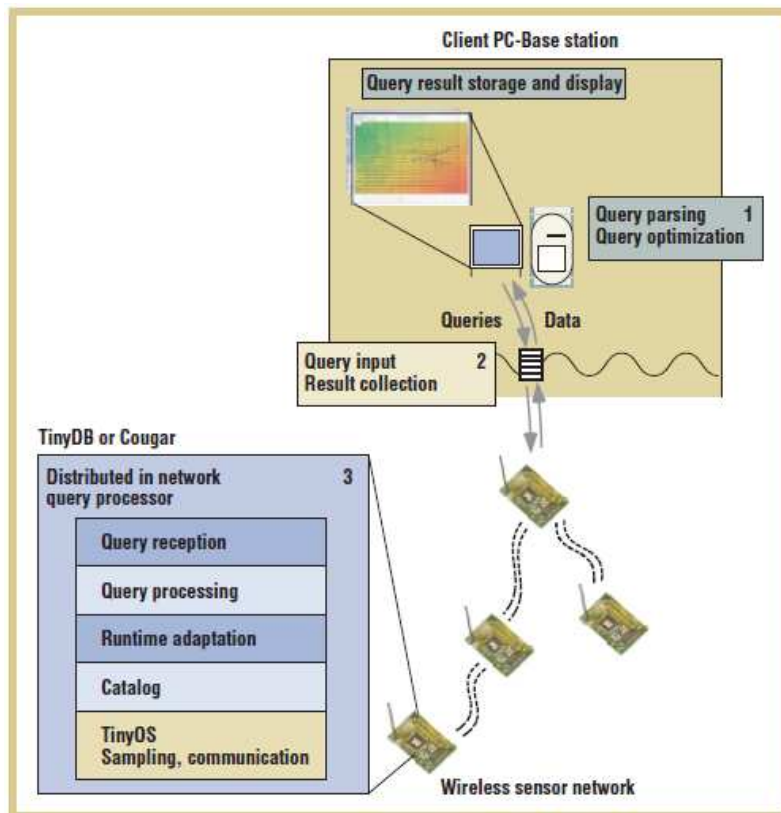 Client PC-Base station
Query result storage and display
Query parsing 1
Query optimization
Queries Data
Query input 2
Result collection
TinyDB or Cougar
Distributed in network 3
query processor
Query reception
Query processing
Runtime adaptation
Catalog
TinyOS
Sampling, communication
Wireless sensor network